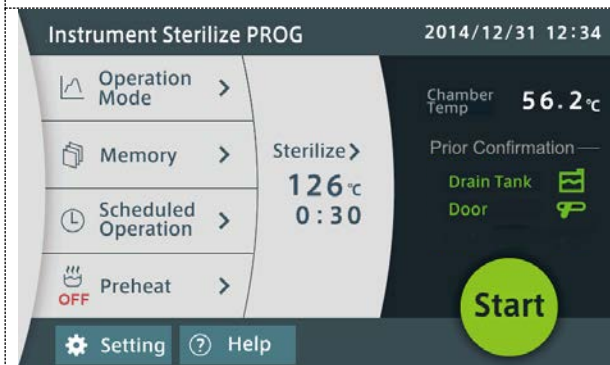 Instrument Sterilize PROG
2014/12/31 12:34
Operation
Mode
Memory
Scheduled
Operation
OFF
Preheat
Sterilize
126℃
0:30
Chamber
Temp
56.2℃
Prior Confirmation
Drain Tank
Door
Start
Setting
? Help